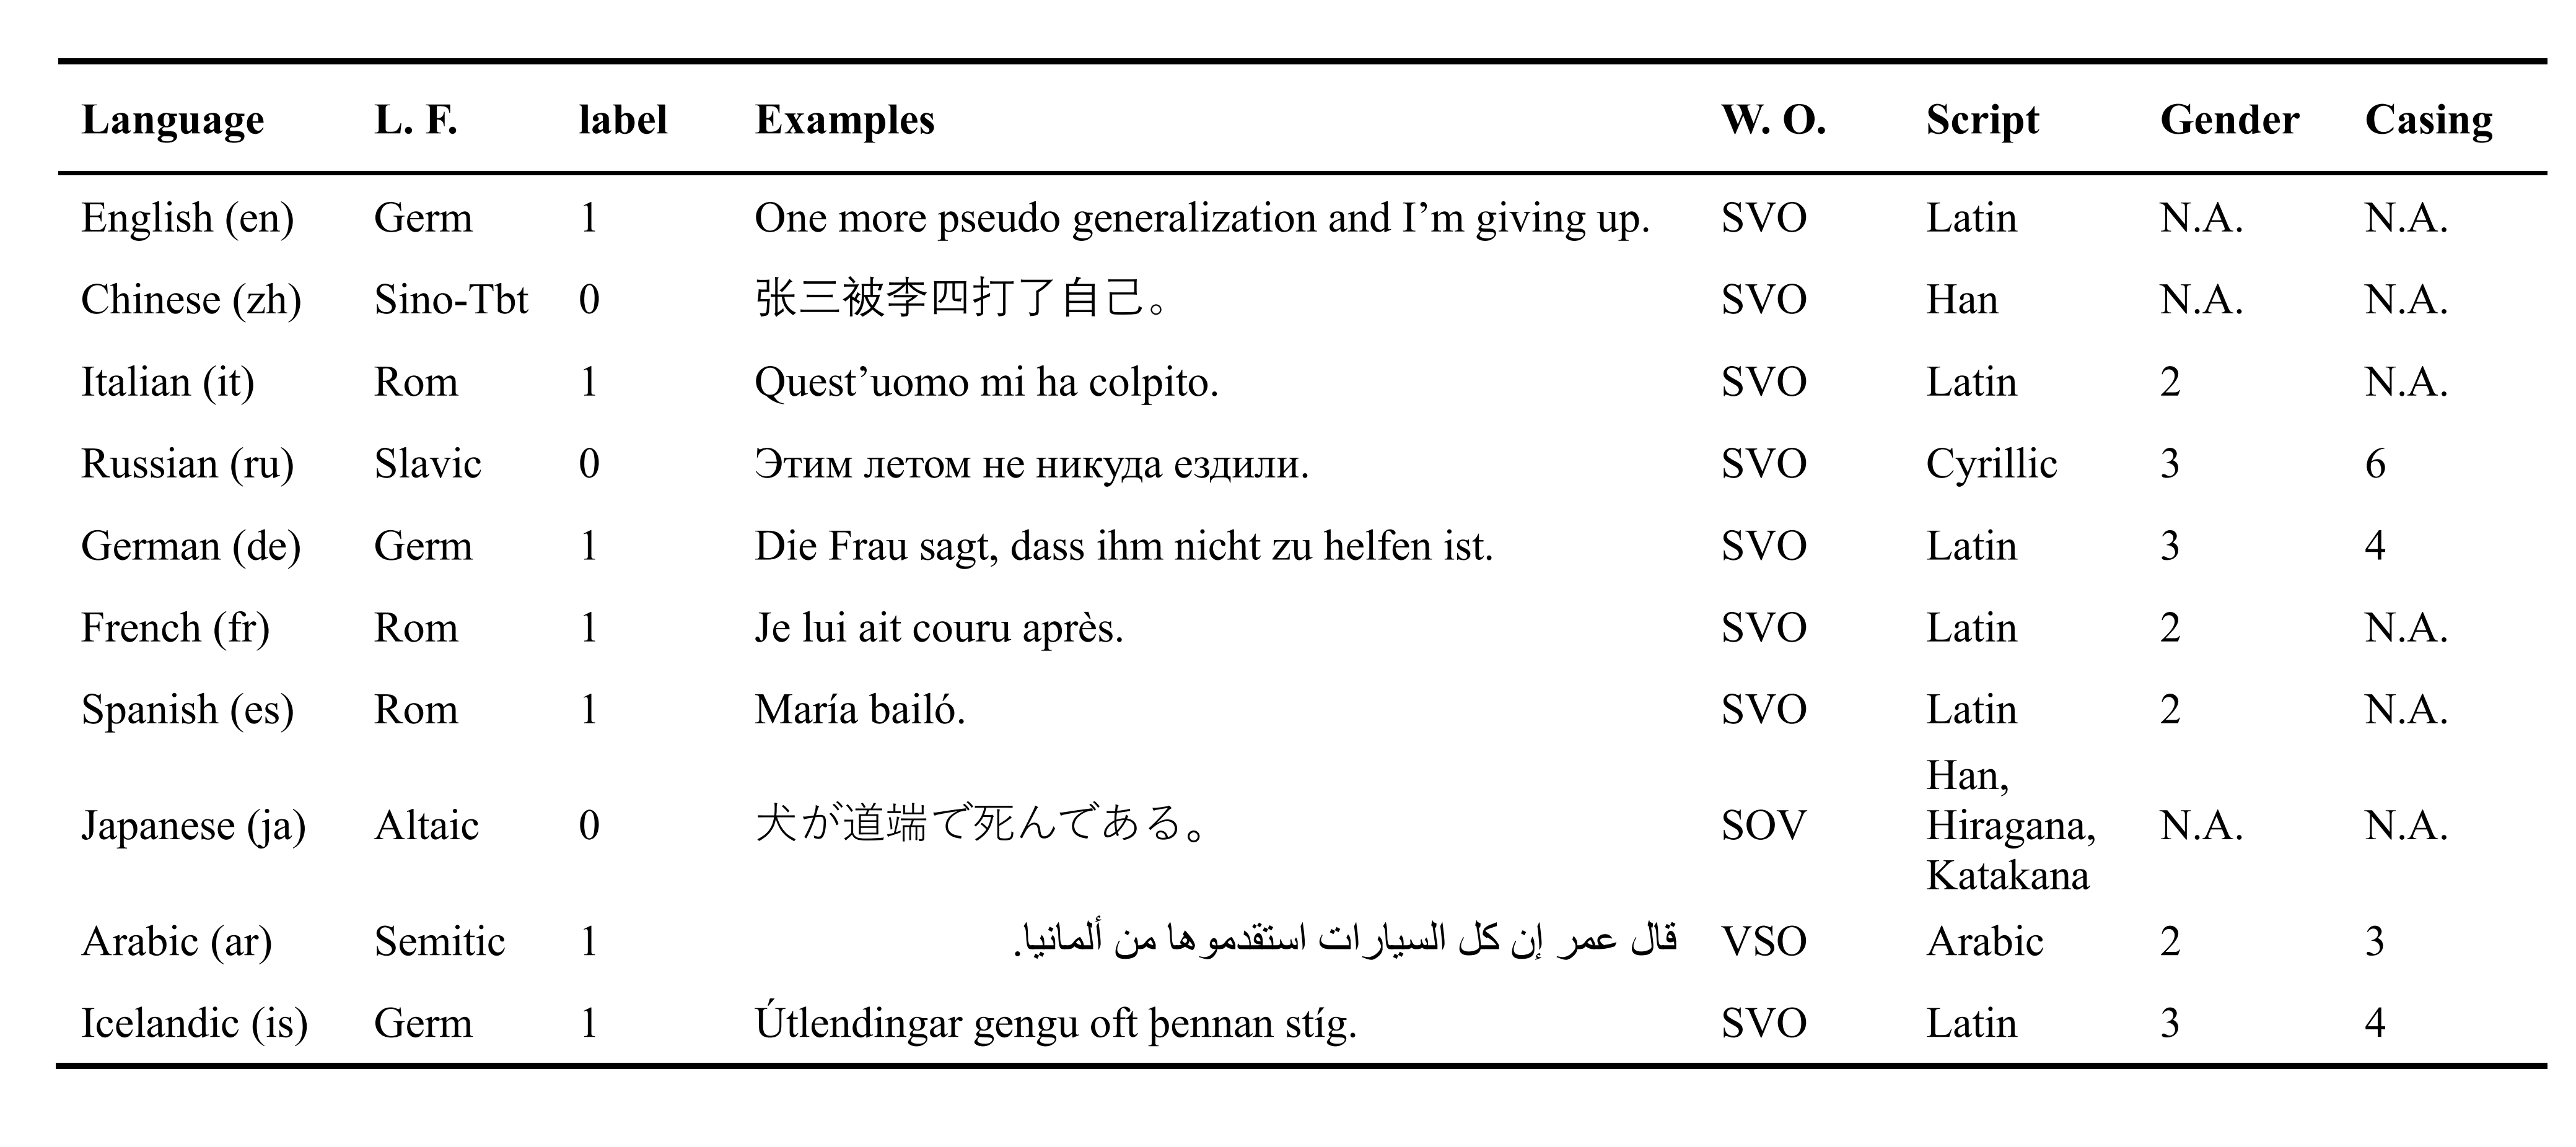 Language L. F. label Examples W. O. Script Gender Casing
English (en) Germ 1 One more pseudo generalization and I’m giving up. SVO Latin N.A. N.A.
Chinese (zh) Sino-Tbt 0 张三被李四打了自己。 SVO Han N.A. N.A.
Italian (it) Rom 1 Quest’uomo mi ha colpito. SVO Latin 2 N.A.
Russian (ru) Slavic 0 Этим летом не никуда ездили. SVO Cyrillic 3 6
German (de) Germ 1 Die Frau sagt, dass ihm nicht zu helfen ist. SVO Latin 3 4
French (fr) Rom 1 Je lui ait couru après. SVO Latin 2 N.A.
Spanish (es) Rom 1 María bailó. SVO Latin 2 N.A.
Japanese (ja) Altaic 0 犬が道端で死んである。 SOV Han, Hiragana, Katakana N.A. N.A.
Arabic (ar) Semitic 1 قال عمر إن كل السيارات استقدموها من ألمانيا. VSO Arabic 2 3
Icelandic (is) Germ 1 Útlendingar gengu oft þennan stíg. SVO Latin 3 4